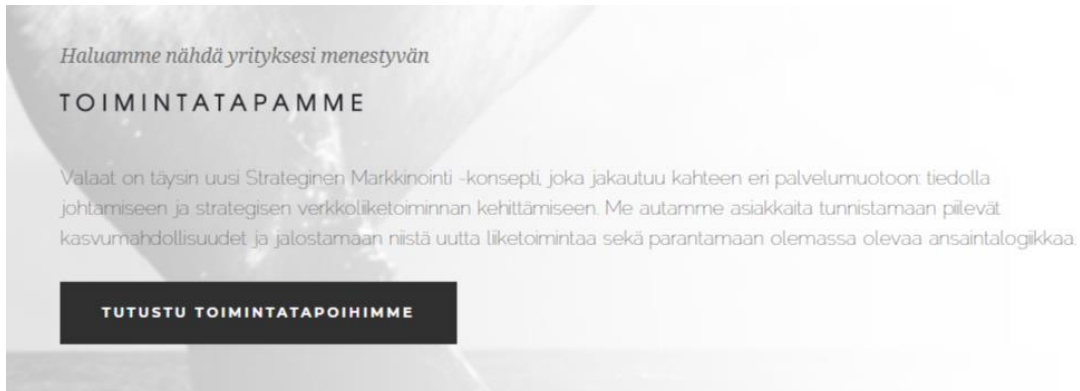 Haluamme nähdä yrityksesi menestyvän
TOIMINTATAPAMME
Valaat on täysin uusi Strateginen Markkinointi -konsepti, joka jakautuu kahteen eri palvelumuotoon: tiedolla
johtamiseen ja strategisen verkkoliiketoiminnan kehittämiseen. Me autamme asiakkaita tunnistamaan piilevät
kasvumahdollisuudet ja jalostamaan niistä uutta liiketoimintaa sekä parantamaan olemassa olevaa ansaintalogiikkaa.
TUTUSTU TOIMINTATAPOIHIMME